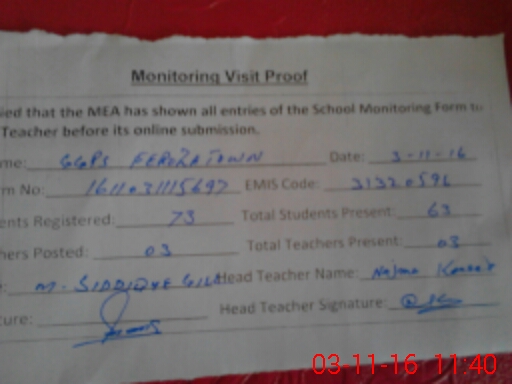 Monitoring Visit Proof
ied that the MEA has shown all entries of the School Monitoring Form to
Teacher before its online submission.
me: GGPS FEROZA TOWN Date: 3-11-16
rm No: 1611031115697 EMIS Code: 31320596
ents Registered: 73 Total Students Present: 63
hers Posted: 03 Total Teachers Present: 03
: M. SIDDIQUE GILL Head Teacher Name: Najma
ture: Head Teacher Signature:
03-11-16 11:40